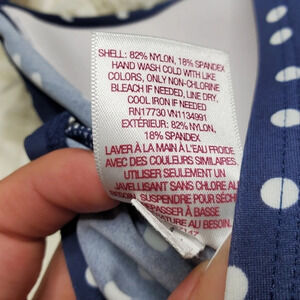 SHELL: 82% NYLON, 18% SPANDEX
HAND WASH COLD WITH LIKE
COLORS, ONLY NON-CHLORINE
BLEACH IF NEEDED, LINE DRY,
COOL IRON IF NEEDED
RN17730 VN1134991
EXTÉRIEUR: 82% NYLON,
18% SPANDEX
LAVER À LA MAIN À L'EAU FROIDE
AVEC DES COULEURS SIMILAIRES,
UTILISER SEULEMENT UN
JAVELLISANT SANS CHLORE AU
BESOIN, SUSPENDRE POUR SÉCHER
REPASSER À BASSE
AU BESOIN.